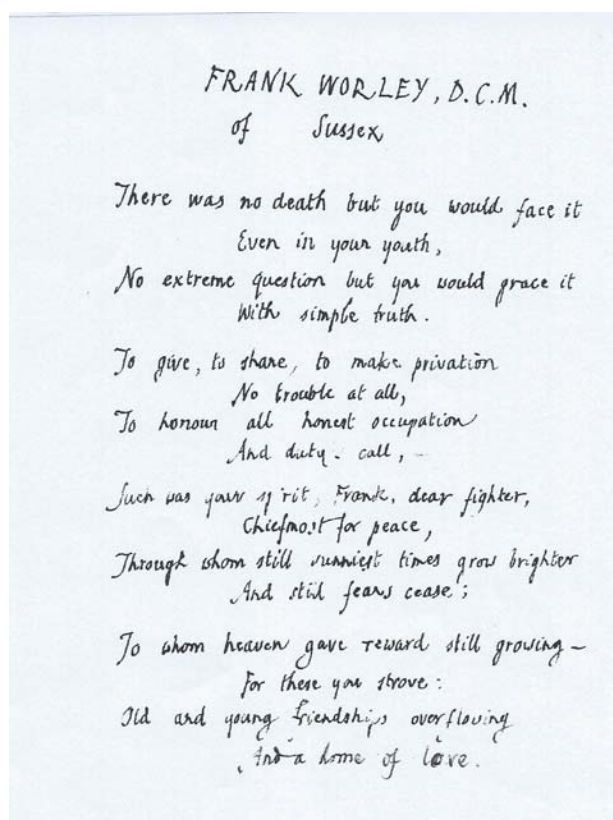 FRANK WORLEY, D.C.M.
of Sussex
There was no death but you would face it
Even in your youth,
No extreme question but you would grace it
With simple truth.
To give, to share, to make privation
No trouble at all,
To honour all honest occupation
And duty - call, -
Such was your spirit, Frank, dear fighter,
Chiefmost for peace,
Through whom still sunniest times grow brighter
And still fears cease;
To whom heaven gave reward still growing -
For these you strove:
Old and young friendships overflowing
And a home of love.